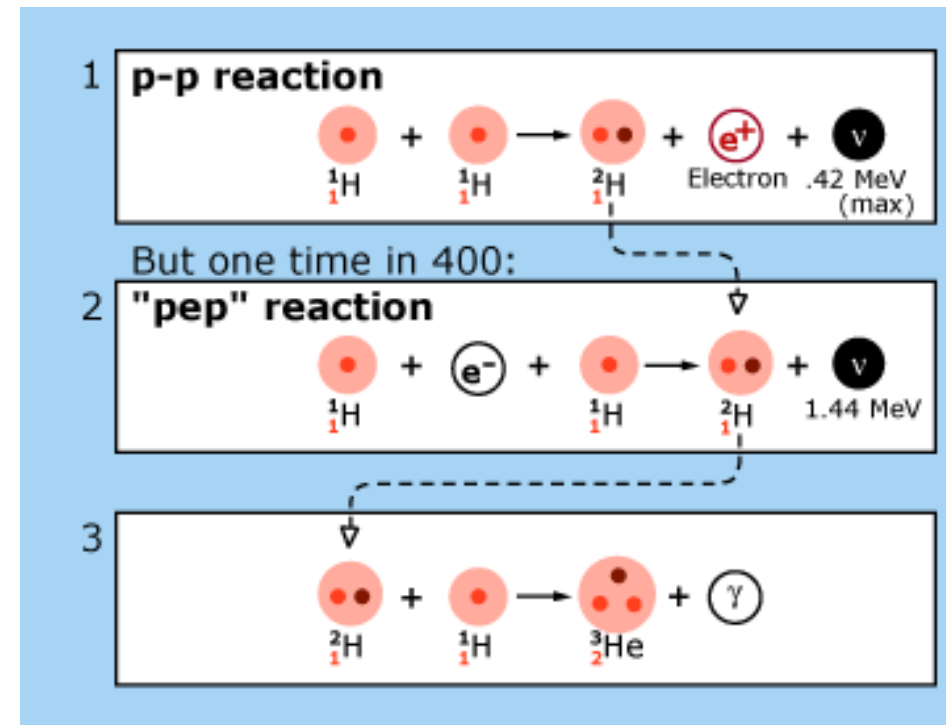 1 p-p reaction
+ → + e⁺ + ν
¹₁H ¹₁H ²₁H Electron .42 MeV
(max)
But one time in 400:
2 "pep" reaction
+ e⁻ + → + ν
¹₁H ¹₁H ²₁H 1.44 MeV
3
+ → + γ
²₁H ¹₁H ³₂He